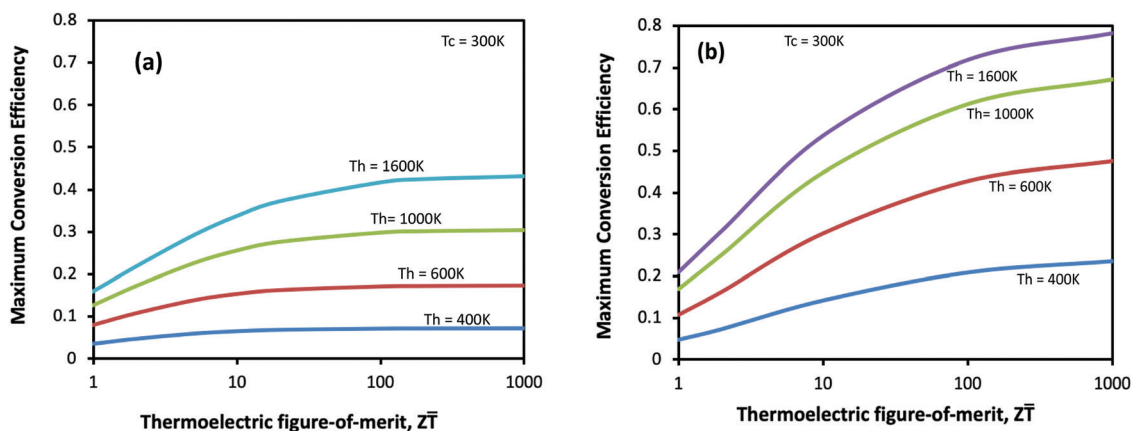 0.8
Tc = 300K
0.7
(a)
0.6
0.5
Th = 1600K
0.4
Th= 1000K
0.3
Th = 600K
0.2
Th = 400K
0.1
0
1
10
100
1000
Maximum Conversion Efficiency
Thermoelectric figure-of-merit, ZT̅
0.8
(b)
Tc = 300K
0.7
Th = 1600K
0.6
Th= 1000K
0.5
Th = 600K
0.4
0.3
0.2
Th = 400K
0.1
0
1
10
100
1000
Maximum Conversion Efficiency
Thermoelectric figure-of-merit, ZT̅